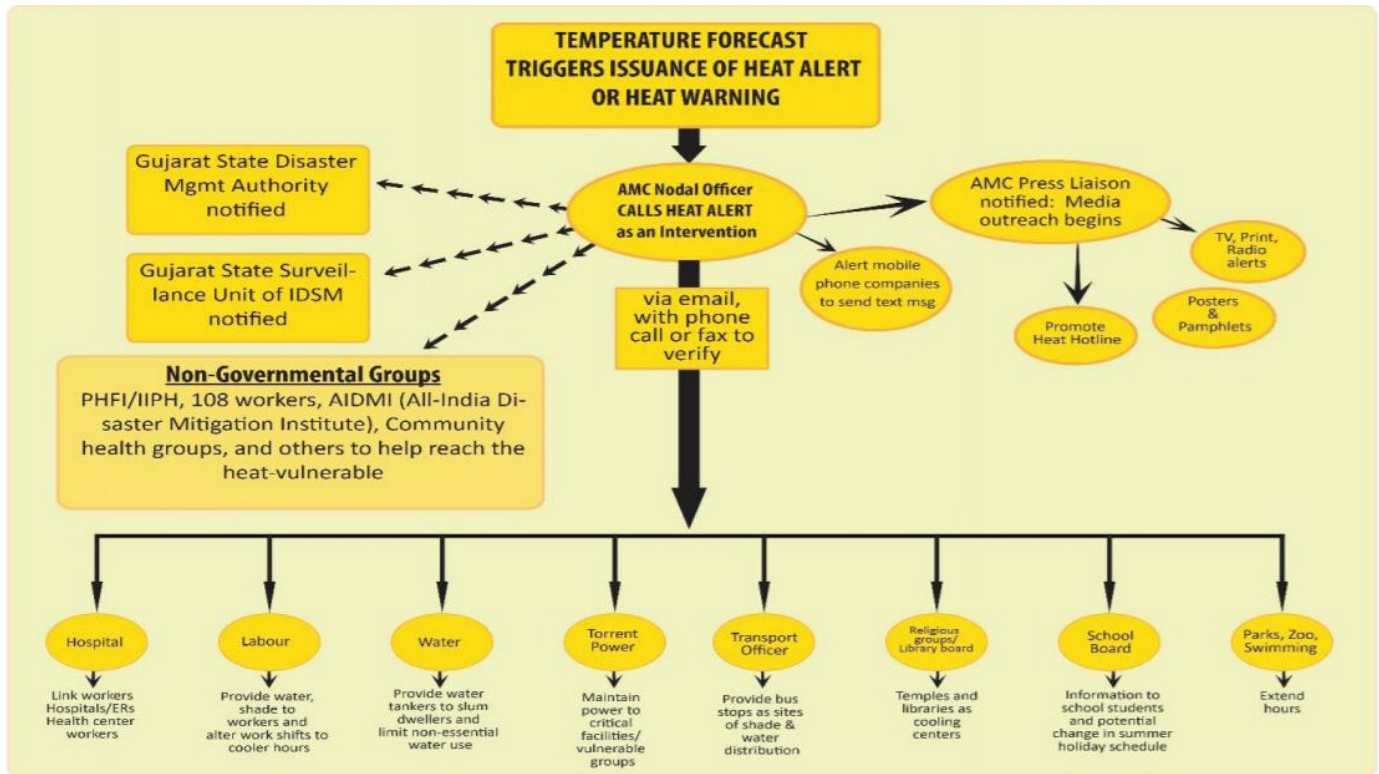 TEMPERATURE FORECAST
TRIGGERS ISSUANCE OF HEAT ALERT
OR HEAT WARNING
Gujarat State Disaster
Mgmt Authority
notified
AMC Nodal Officer
CALLS HEAT ALERT
as an Intervention
AMC Press Liaison
notified: Media
outreach begins
TV, Print,
Radio
alerts
Gujarat State Surveil-
lance Unit of IDSM
notified
Alert mobile
phone companies
to send text msg
via email,
with phone
call or fax to
verify
Posters
&
Pamphlets
Promote
Heat Hotline
Non-Governmental Groups
PHFI/IIPH, 108 workers, AIDMI (All-India Di-
saster Mitigation Institute), Community
health groups, and others to help reach the
heat-vulnerable
Hospital
Link workers
Hospitals/ERs
Health center
workers
Labour
Provide water,
shade to
workers and
alter work shifts to
cooler hours
Water
Provide water
tankers to slum
dwellers and
limit non-essential
water use
Torrent
Power
Maintain
power to
critical
facilities/
vulnerable
groups
Transport
Officer
Provide bus
stops as sites
of shade &
water
distribution
Religious
groups/
Library board
Temples and
libraries as
cooling
centers
School
Board
Information to
school students
and potential
change in summer
holiday schedule
Parks, Zoo,
Swimming
Extend
hours